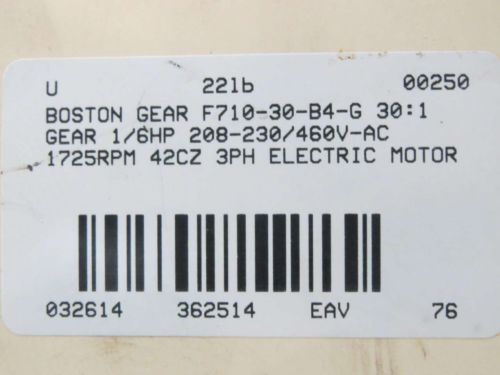 U 22lb 00250
BOSTON GEAR F710-30-B4-G 30:1
GEAR 1/6HP 208-230/460V-AC
1725RPM 42CZ 3PH ELECTRIC MOTOR
032614 362514 EAV 76